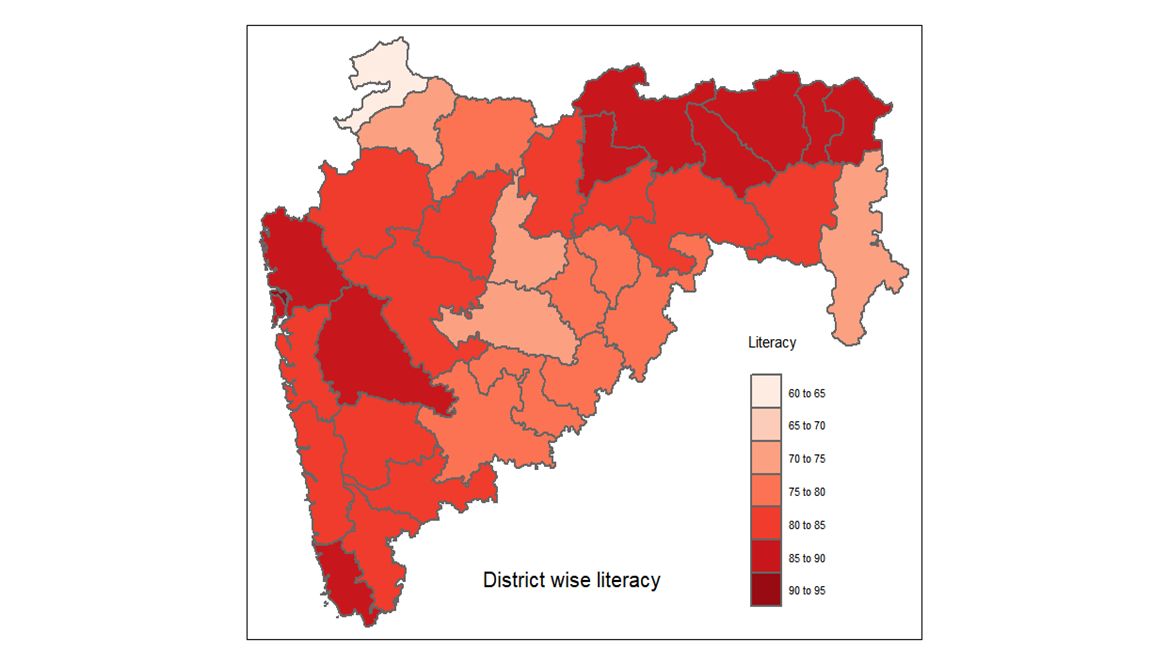 Literacy
60 to 65
65 to 70
70 to 75
75 to 80
80 to 85
85 to 90
90 to 95
District wise literacy